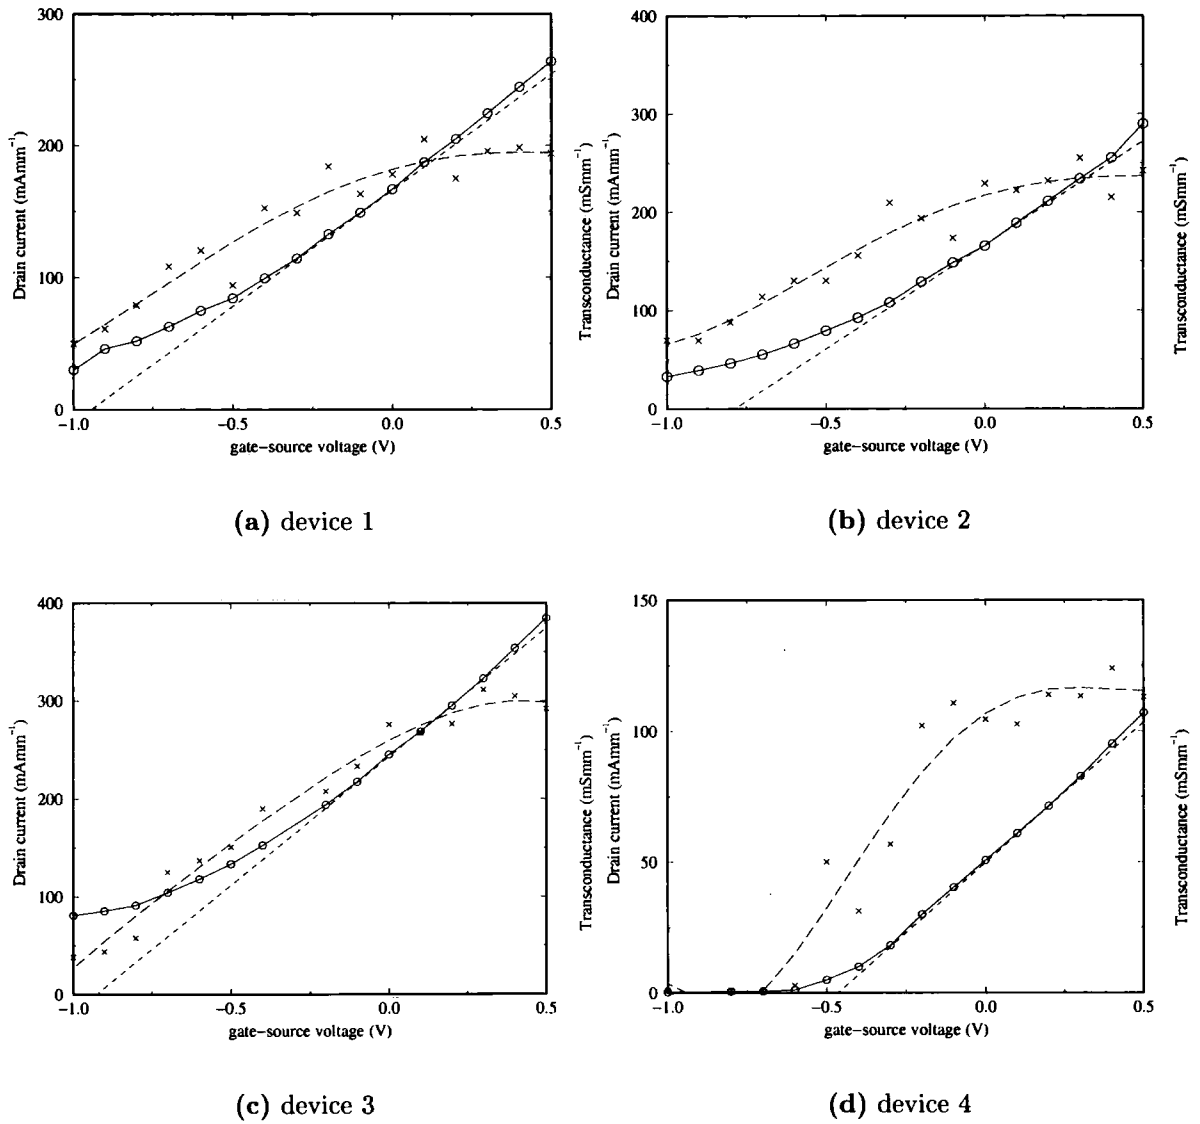 300
200
100
0
Drain current (mAmm⁻¹)
Transconductance (mSmm⁻¹)
−1.0 −0.5 0.0 0.5
gate−source voltage (V)
(a) device 1
400
300
200
100
0
Drain current (mAmm⁻¹)
Transconductance (mSmm⁻¹)
−1.0 −0.5 0.0 0.5
gate−source voltage (V)
(b) device 2
400
300
200
100
0
Drain current (mAmm⁻¹)
Transconductance (mSmm⁻¹)
−1.0 −0.5 0.0 0.5
gate−source voltage (V)
(c) device 3
150
100
50
0
Drain current (mAmm⁻¹)
Transconductance (mSmm⁻¹)
−1.0 −0.5 0.0 0.5
gate−source voltage (V)
(d) device 4